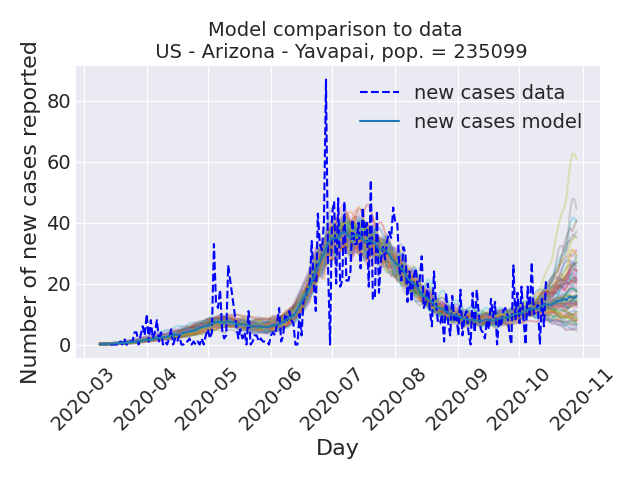 Model comparison to data
US - Arizona - Yavapai, pop. = 235099
Number of new cases reported
80
60
40
20
0
new cases data
new cases model
2020-03
2020-04
2020-05
2020-06
2020-07
2020-08
2020-09
2020-10
2020-11
Day